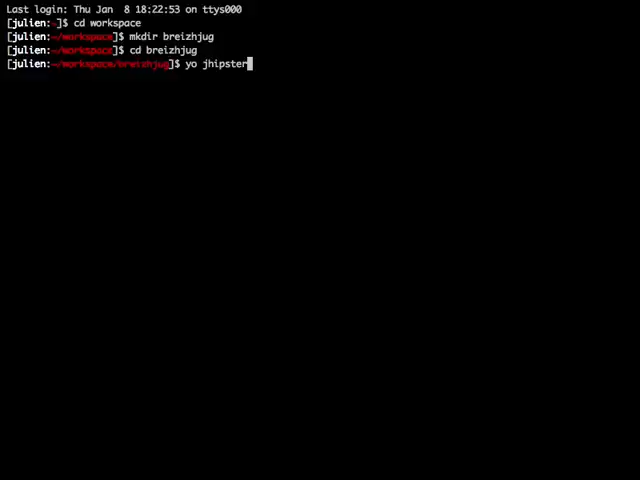 Last login: Thu Jan  8 18:22:53 on ttys000
[julien:~]$ cd workspace
[julien:~/workspace]$ mkdir breizhjug
[julien:~/workspace]$ cd breizhjug
[julien:~/workspace/breizhjug]$ yo jhipster